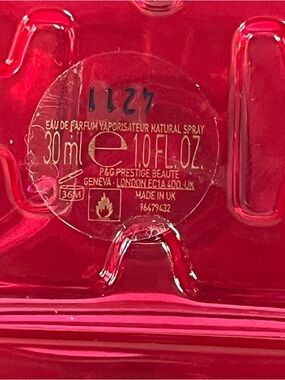 4211
EAU DE PARFUM VAPORISATEUR NATURAL SPRAY
30 ml e 1.0 FL. OZ.
P&G PRESTIGE BEAUTE
GENEVA · LONDON EC1A 4DD-UK
36M
MADE IN UK
96479432